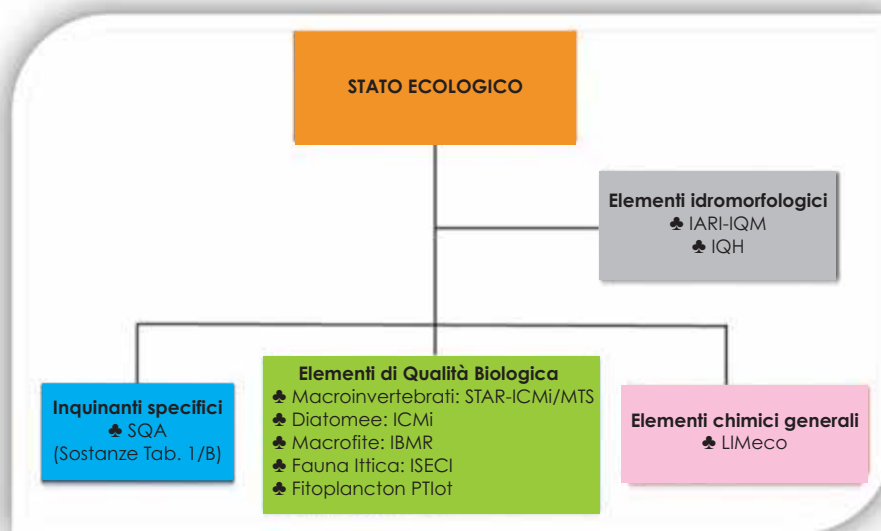 STATO ECOLOGICO
Elementi idromorfologici
♣ IARI-IQM
♣ IQH
Inquinanti specifici
♣ SQA
(Sostanze Tab. 1/B)
Elementi di Qualità Biologica
♣ Macroinvertebrati: STAR-ICMi/MTS
♣ Diatomee: ICMi
♣ Macrofite: IBMR
♣ Fauna Ittica: ISECI
♣ Fitoplancton PTIot
Elementi chimici generali
♣ LIMeco